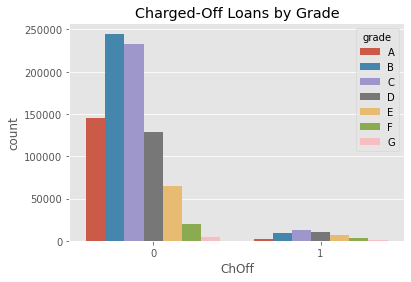 Charged-Off Loans by Grade
count
250000
200000
150000
100000
50000
0
grade
A
B
C
D
E
F
G
0
1
ChOff